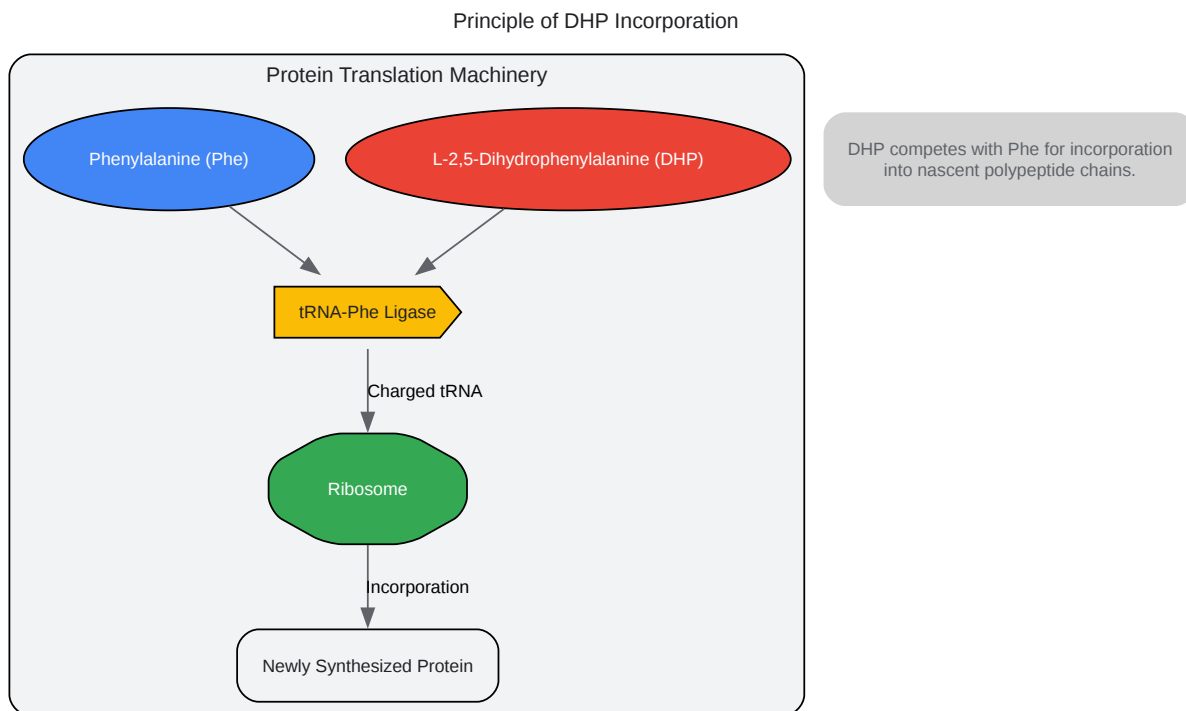 Principle of DHP Incorporation
Protein Translation Machinery
Phenylalanine (Phe)
L-2,5-Dihydrophenylalanine (DHP)
DHP competes with Phe for incorporation
into nascent polypeptide chains.
tRNA-Phe Ligase
Charged tRNA
Ribosome
Incorporation
Newly Synthesized Protein